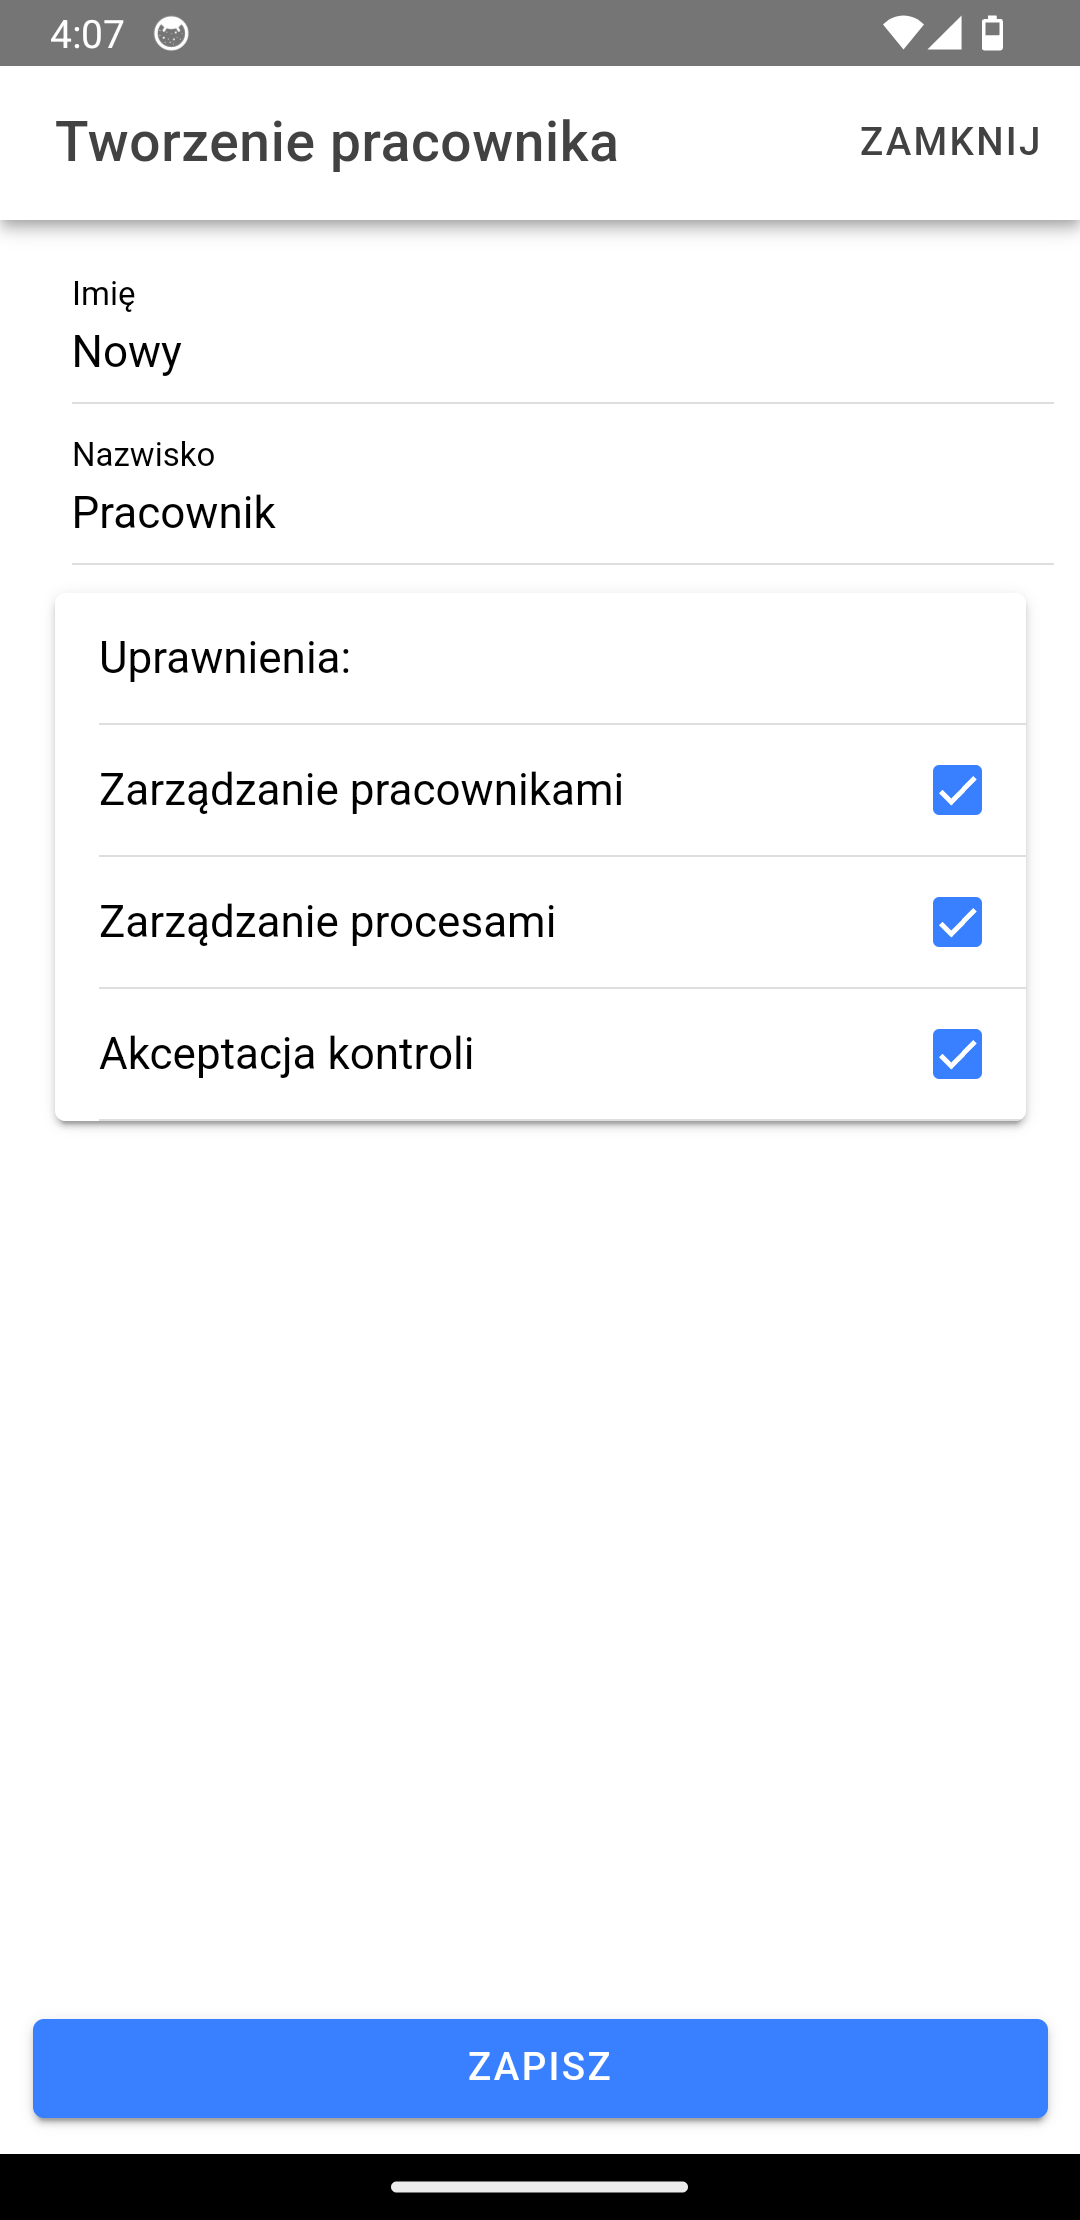 4:07
Tworzenie pracownika ZAMKNIJ
Imię
Nowy
Nazwisko
Pracownik
Uprawnienia:
Zarządzanie pracownikami
Zarządzanie procesami
Akceptacja kontroli
ZAPISZ